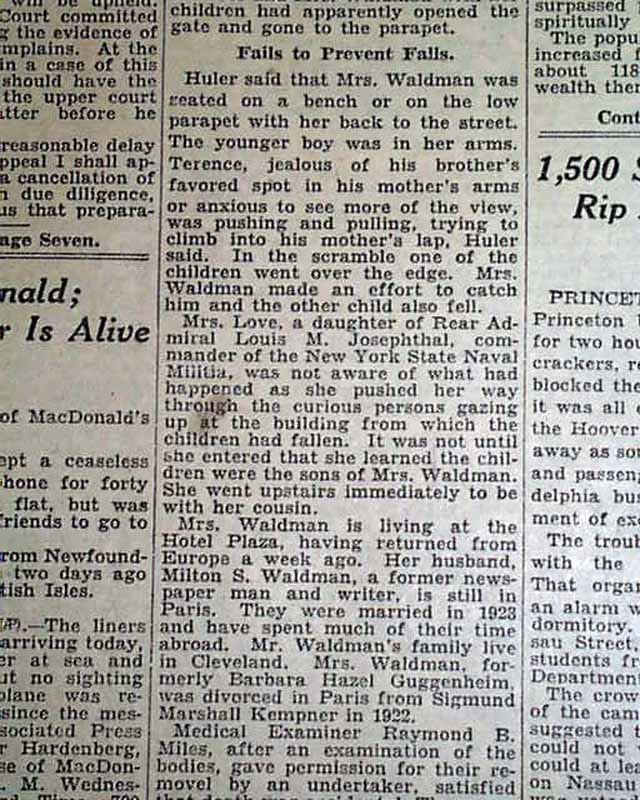 will be upheld.
Court committed
g the evidence of
mplains. At the
in a case of this
should have the
the upper court
tter before he
reasonable delay
ppeal I shall ap-
a cancellation of
n due diligence,
us that prepara-
age Seven.
nald;
r Is Alive
of MacDonald's
ept a ceaseless
hone for forty
flat, but was
friends to go to
rom Newfound-
two days ago
tish Isles.
(AP).—The liners
arriving today,
er at sea and
ut no sighting
plane was re-
since the mes-
sociated Press
r Hardenberg,
se of MacDon-
. M. Wednes-
children had apparently opened the
gate and gone to the parapet.
Fails to Prevent Falls.
Huler said that Mrs. Waldman was
seated on a bench or on the low
parapet with her back to the street.
The younger boy was in her arms.
Terence, jealous of his brother's
favored spot in his mother's arms
or anxious to see more of the view,
was pushing and pulling, trying to
climb into his mother's lap, Huler
said. In the scramble one of the
children went over the edge. Mrs.
Waldman made an effort to catch
him and the other child also fell.
Mrs. Love, a daughter of Rear Ad-
miral Louis M. Josephthal, com-
mander of the New York State Naval
Militia, was not aware of what had
happened as she pushed her way
through the curious persons gazing
up at the building from which the
children had fallen. It was not until
she entered that she learned the chil-
dren were the sons of Mrs. Waldman.
She went upstairs immediately to be
with her cousin.
Mrs. Waldman is living at the
Hotel Plaza, having returned from
Europe a week ago. Her husband,
Milton S. Waldman, a former news-
paper man and writer, is still in
Paris. They were married in 1923
and have spent much of their time
abroad. Mr. Waldman's family live
in Cleveland. Mrs. Waldman, for-
merly Barbara Hazel Guggenheim,
was divorced in Paris from Sigmund
Marshall Kempner in 1922.
Medical Examiner Raymond B.
Miles, after an examination of the
bodies, gave permission for their re-
moval by an undertaker, satisfied
surpassed
spiritually
The popu
increased f
about 118
wealth then
Cont
1,500 S
Rip
PRINCET
Princeton U
for two hou
crackers, re
blocked the
it was all
the Hoover
away as sou
and passeng
delphia bus
ment of ex
The troub
with the
That organ
an alarm w
dormitory.
sau Street,
students fr
Department
The crow
of the cam
suggested t
could not
could at lea
on Nassau